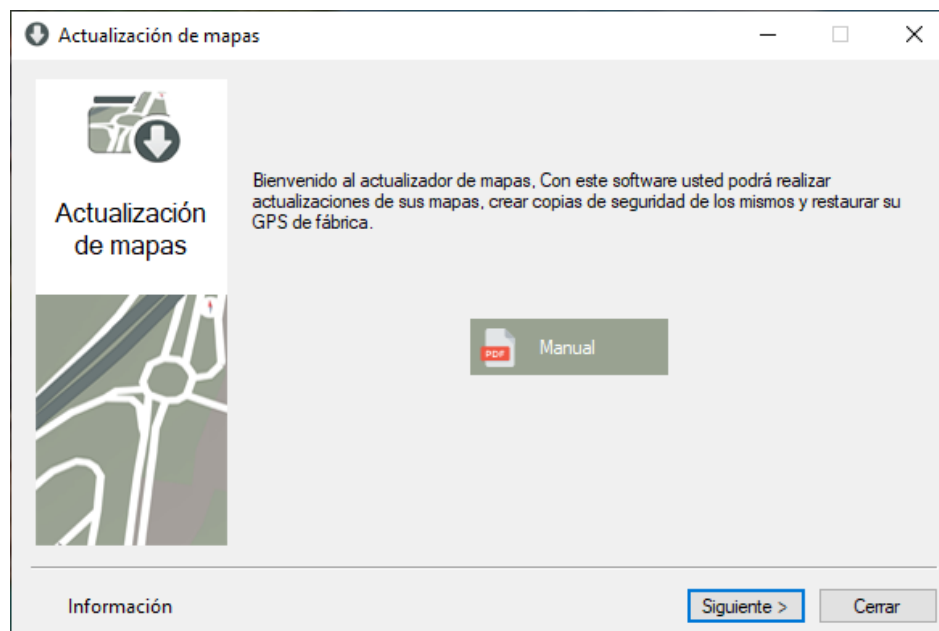 Actualización de mapas
Actualización
de mapas
Bienvenido al actualizador de mapas, Con este software usted podrá realizar
actualizaciones de sus mapas, crear copias de seguridad de los mismos y restaurar su
GPS de fábrica.
PDF
Manual
Información
Siguiente >
Cerrar